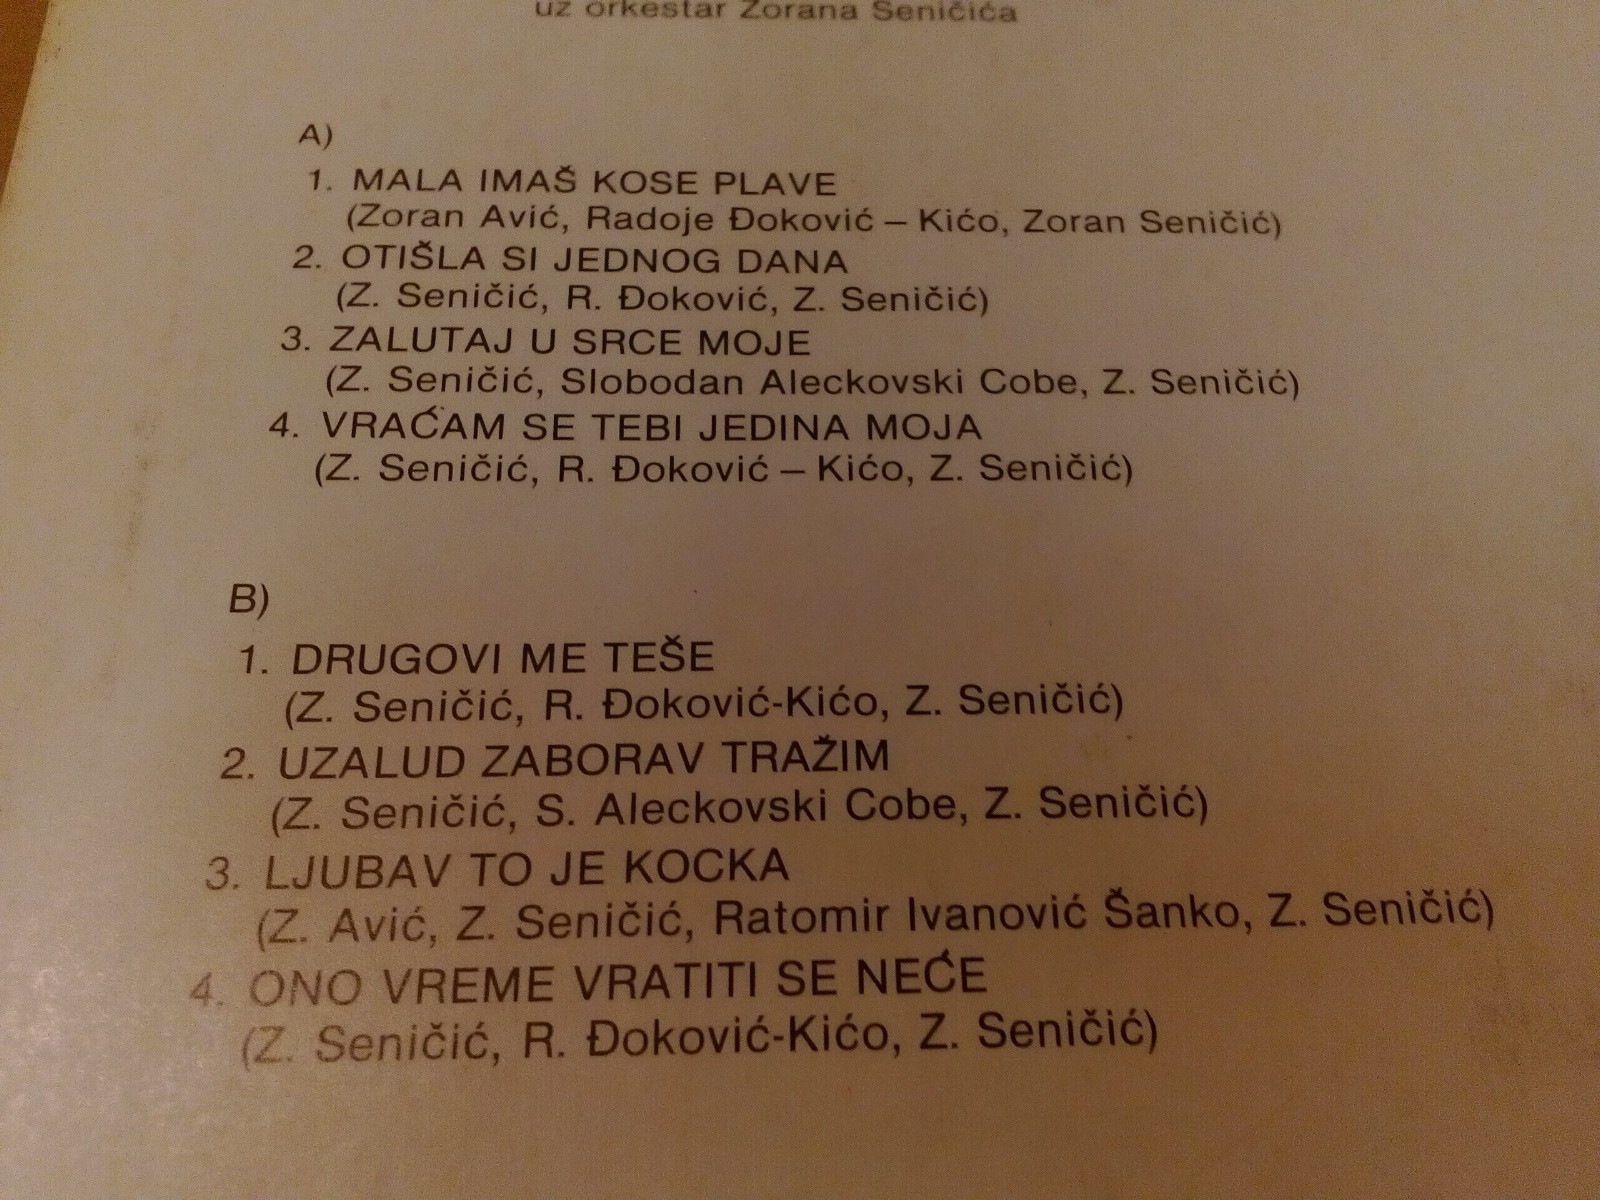 uz orkestar Zorana Seničića
A)
1. MALA IMAŠ KOSE PLAVE
(Zoran Avić, Radoje Đoković – Kićo, Zoran Seničić)
2. OTIŠLA SI JEDNOG DANA
(Z. Seničić, R. Đoković, Z. Seničić)
3. ZALUTAJ U SRCE MOJE
(Z. Seničić, Slobodan Aleckovski Cobe, Z. Seničić)
4. VRAĆAM SE TEBI JEDINA MOJA
(Z. Seničić, R. Đoković – Kićo, Z. Seničić)
B)
1. DRUGOVI ME TEŠE
(Z. Seničić, R. Đoković-Kićo, Z. Seničić)
2. UZALUD ZABORAV TRAŽIM
(Z. Seničić, S. Aleckovski Cobe, Z. Seničić)
3. LJUBAV TO JE KOCKA
(Z. Avić, Z. Seničić, Ratomir Ivanović Šanko, Z. Seničić)
4. ONO VREME VRATITI SE NEĆE
(Z. Seničić, R. Đoković-Kićo, Z. Seničić)